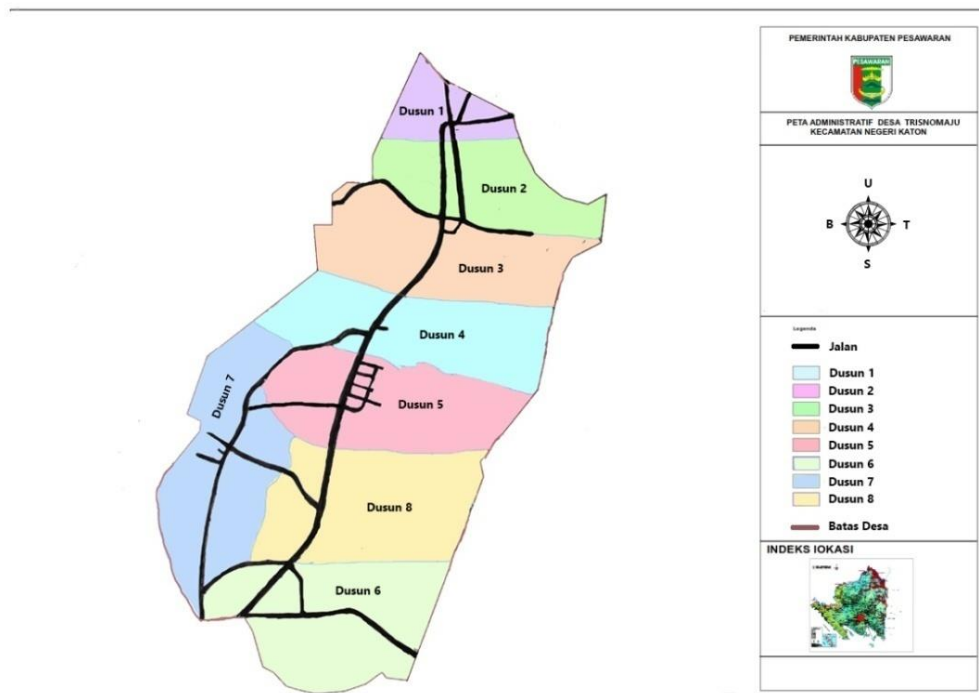 Dusun 1
Dusun 2
Dusun 3
Dusun 4
Dusun 7
Dusun 5
Dusun 8
Dusun 6
PEMERINTAH KABUPATEN PESAWARAN
PESAWARAN
PETA ADMINISTRATIF DESA TRISNOMAJU
KECAMATAN NEGERI KATON
U
B T
S
Legenda
Jalan
Dusun 1
Dusun 2
Dusun 3
Dusun 4
Dusun 5
Dusun 6
Dusun 7
Dusun 8
Batas Desa
INDEKS lOKASI